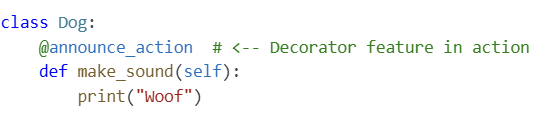 class Dog:
    @announce_action  # <-- Decorator feature in action
    def make_sound(self):
        print("Woof")